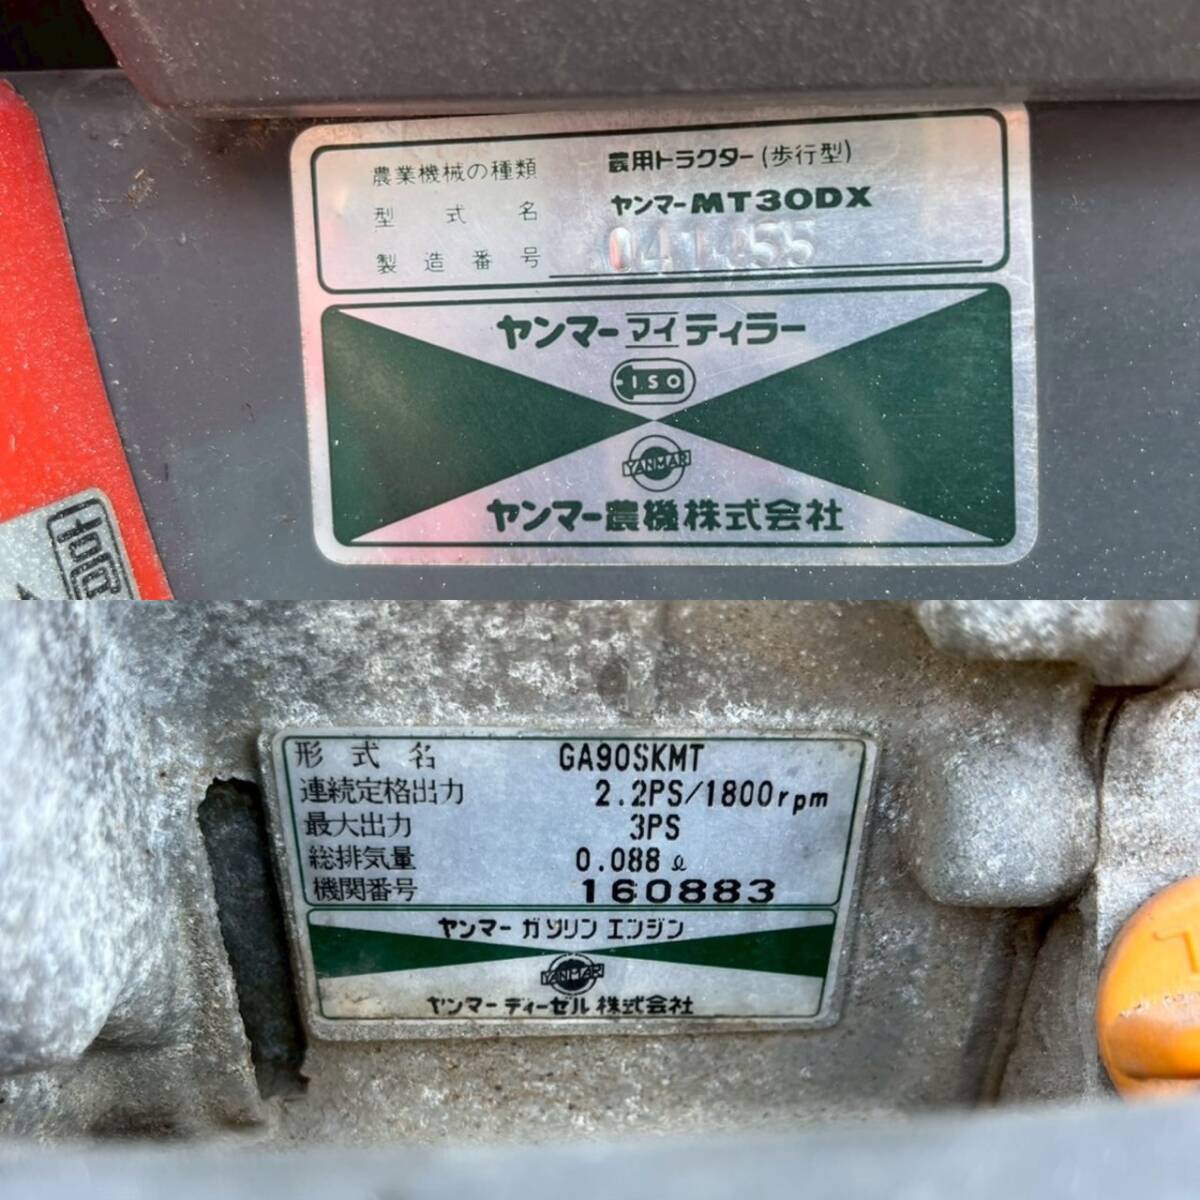 農業機械の種類 農用トラクター(歩行型)
型式名 ヤンマーMT30DX
製造番号
ヤンマーマイティラー
ISO
YANMAR
ヤンマー農機株式会社
形式名 GA90SKMT
連続定格出力 2.2PS/1800rpm
最大出力 3PS
総排気量 0.088ℓ
機関番号 160883
ヤンマーガソリンエンジン
YANMAR
ヤンマーディーゼル株式会社